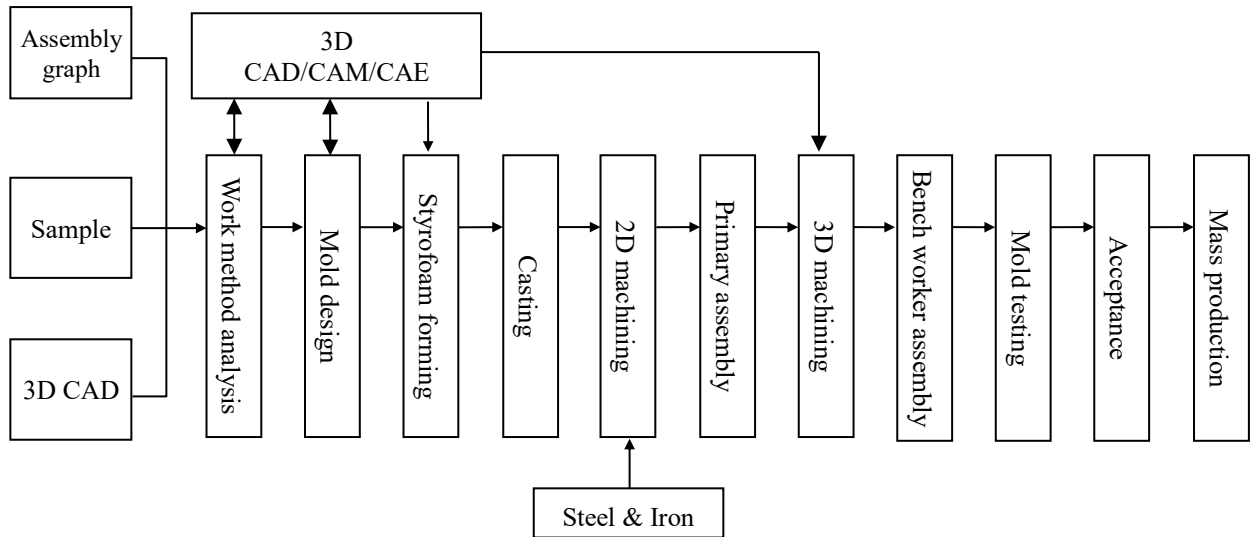 Assembly
graph
3D
CAD/CAM/CAE
Sample
3D CAD
Work method analysis
Mold design
Styrofoam forming
Casting
2D machining
Primary assembly
3D machining
Bench worker assembly
Mold testing
Acceptance
Mass production
Steel & Iron